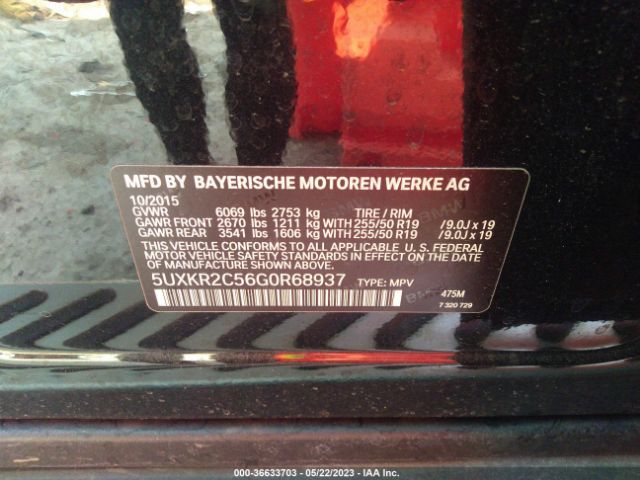 MFD BY BAYERISCHE MOTOREN WERKE AG
10/2015
GVWR 6069 lbs 2753 kg TIRE / RIM
GAWR FRONT 2670 lbs 1211 kg WITH 255/50 R19 /9.0J x 19
GAWR REAR 3541 lbs 1606 kg WITH 255/50 R19 /9.0J x 19
THIS VEHICLE CONFORMS TO ALL APPLICABLE U. S. FEDERAL
MOTOR VEHICLE SAFETY STANDARDS IN EFFECT
ON THE DATE OF MANUFACTURE SHOWN ABOVE.
5UXKR2C56G0R68937 TYPE: MPV
475M
7 320 729
000-36633703 - 05/22/2023 - IAA Inc.